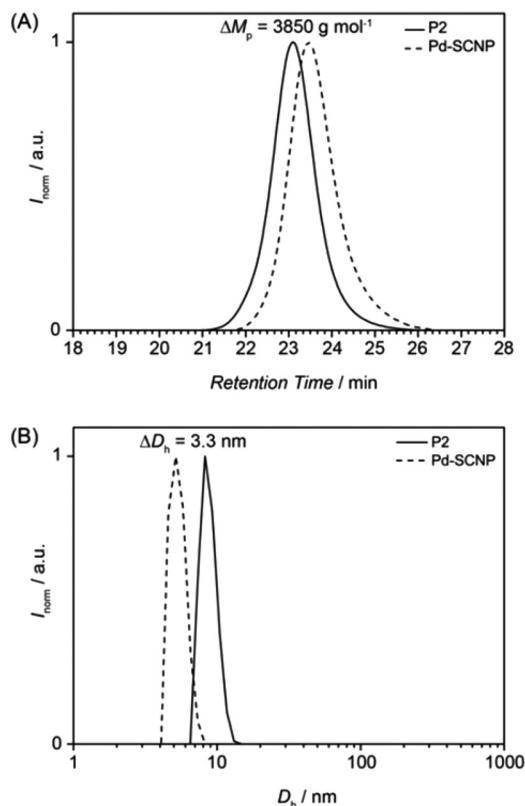 (A)
ΔMp = 3850 g mol-1
P2
Pd-SCNP
1
Inorm / a.u.
0
18 19 20 21 22 23 24 25 26 27 28
Retention Time / min
(B)
ΔDh = 3.3 nm
P2
Pd-SCNP
1
Inorm / a.u.
0
1 10 100 1000
Dh / nm